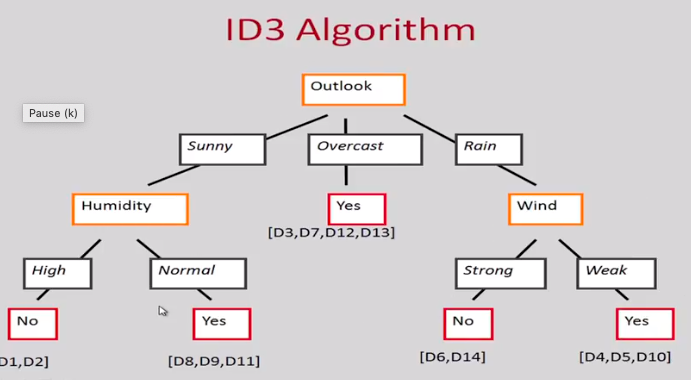 ID3 Algorithm
Outlook
Pause (k)
Sunny
Overcast
Rain
Humidity
Yes
Wind
[D3,D7,D12,D13]
High
Normal
Strong
Weak
No
Yes
No
Yes
D1,D2]
[D8,D9,D11]
[D6,D14]
[D4,D5,D10]